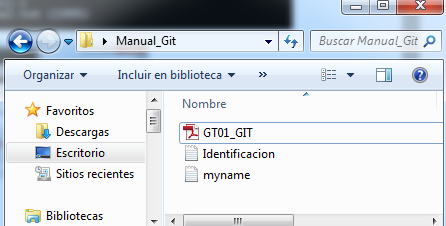 Manual_Git
Buscar Manual_Git
Organizar
Incluir en biblioteca
»
Favoritos
Descargas
Escritorio
Sitios recientes
Bibliotecas
Nombre
GT01_GIT
Identificacion
myname